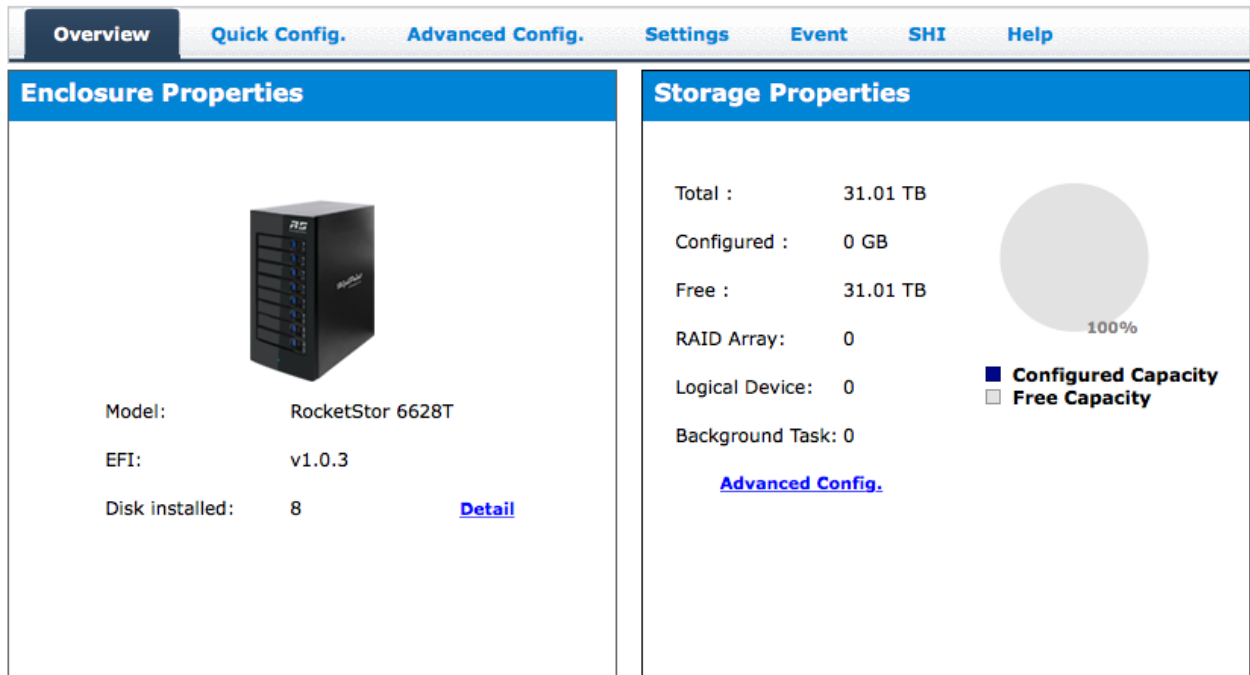 Overview Quick Config. Advanced Config. Settings Event SHI Help
Enclosure Properties
RS
HighPoint
Model: RocketStor 6628T
EFI: v1.0.3
Disk installed: 8 Detail
Storage Properties
Total : 31.01 TB
Configured : 0 GB
Free : 31.01 TB
RAID Array: 0
Logical Device: 0
Background Task: 0
Advanced Config.
100%
Configured Capacity
Free Capacity